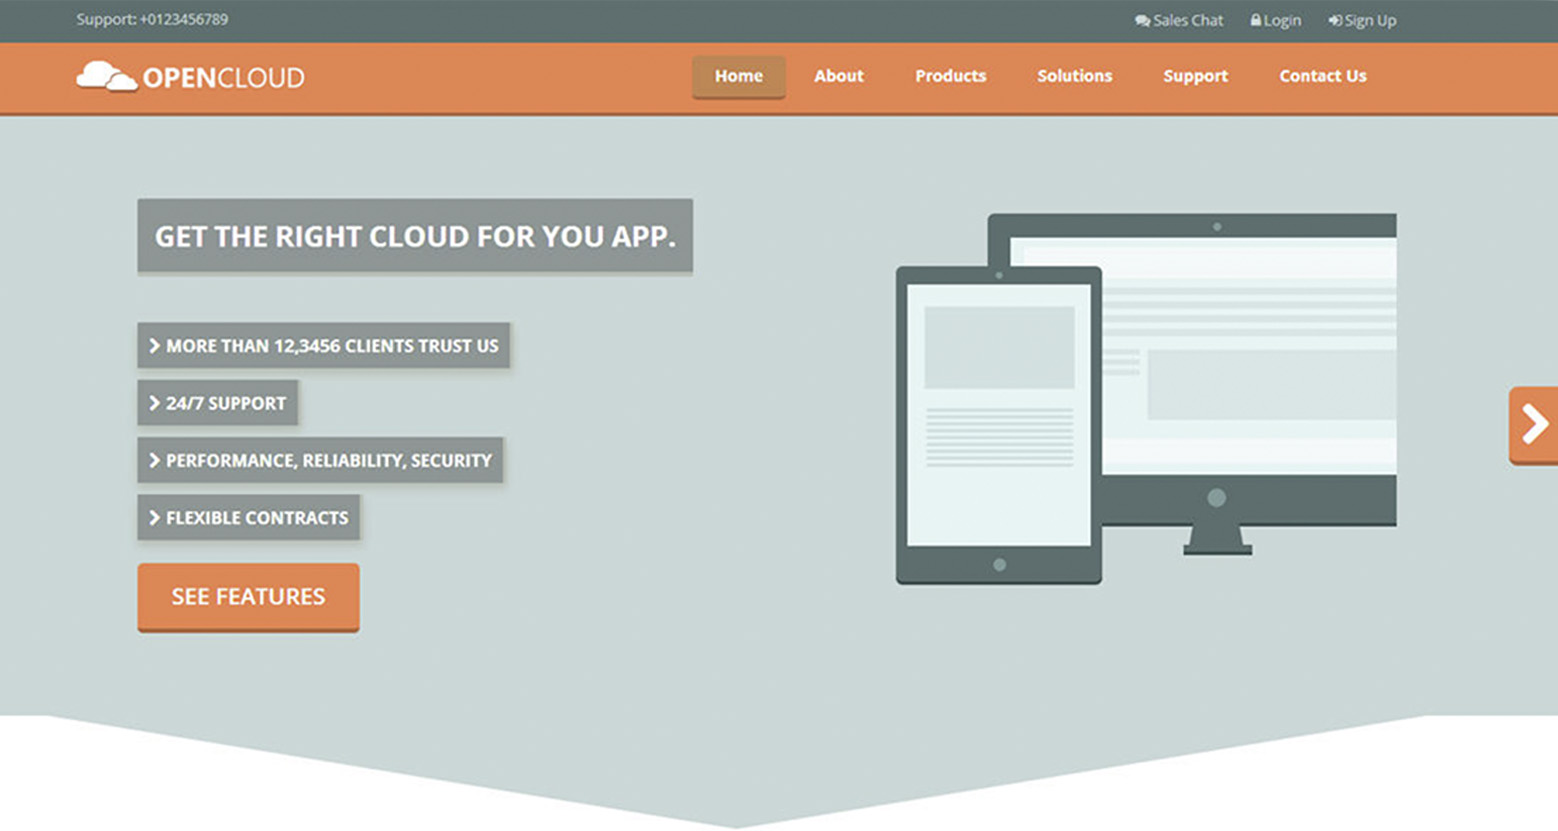 Support: +0123456789
Sales Chat Login Sign Up
OPENCLOUD
Home About Products Solutions Support Contact Us
GET THE RIGHT CLOUD FOR YOU APP.
MORE THAN 12,3456 CLIENTS TRUST US
24/7 SUPPORT
PERFORMANCE, RELIABILITY, SECURITY
FLEXIBLE CONTRACTS
SEE FEATURES